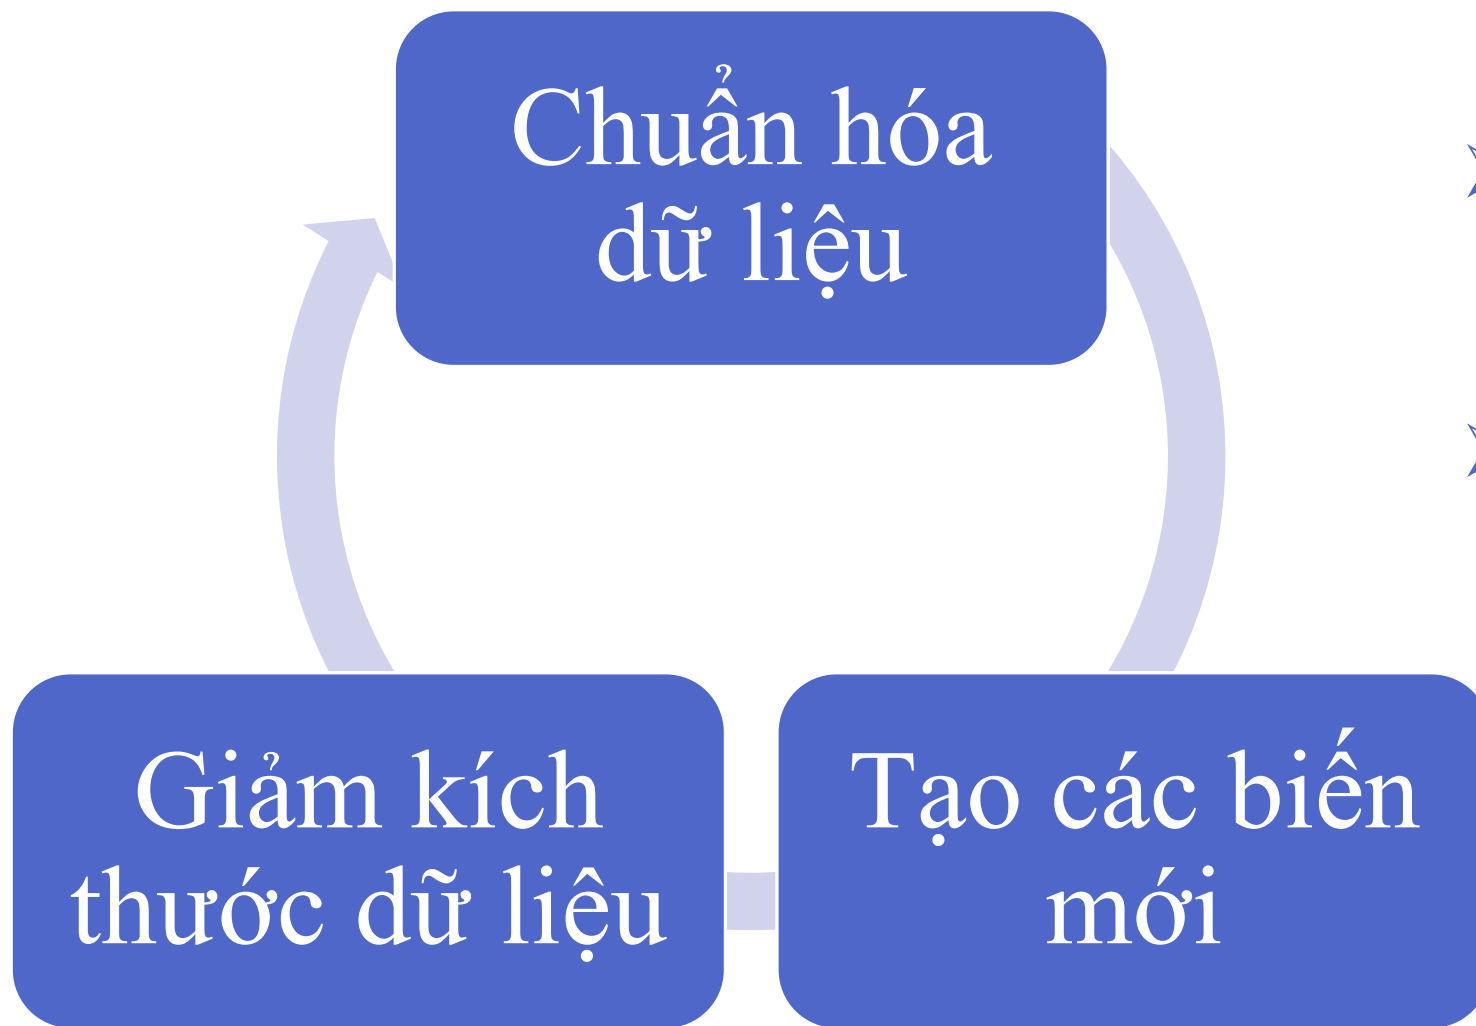 Chuẩn hóa
dữ liệu
Giảm kích
thước dữ liệu
Tạo các biến
mới